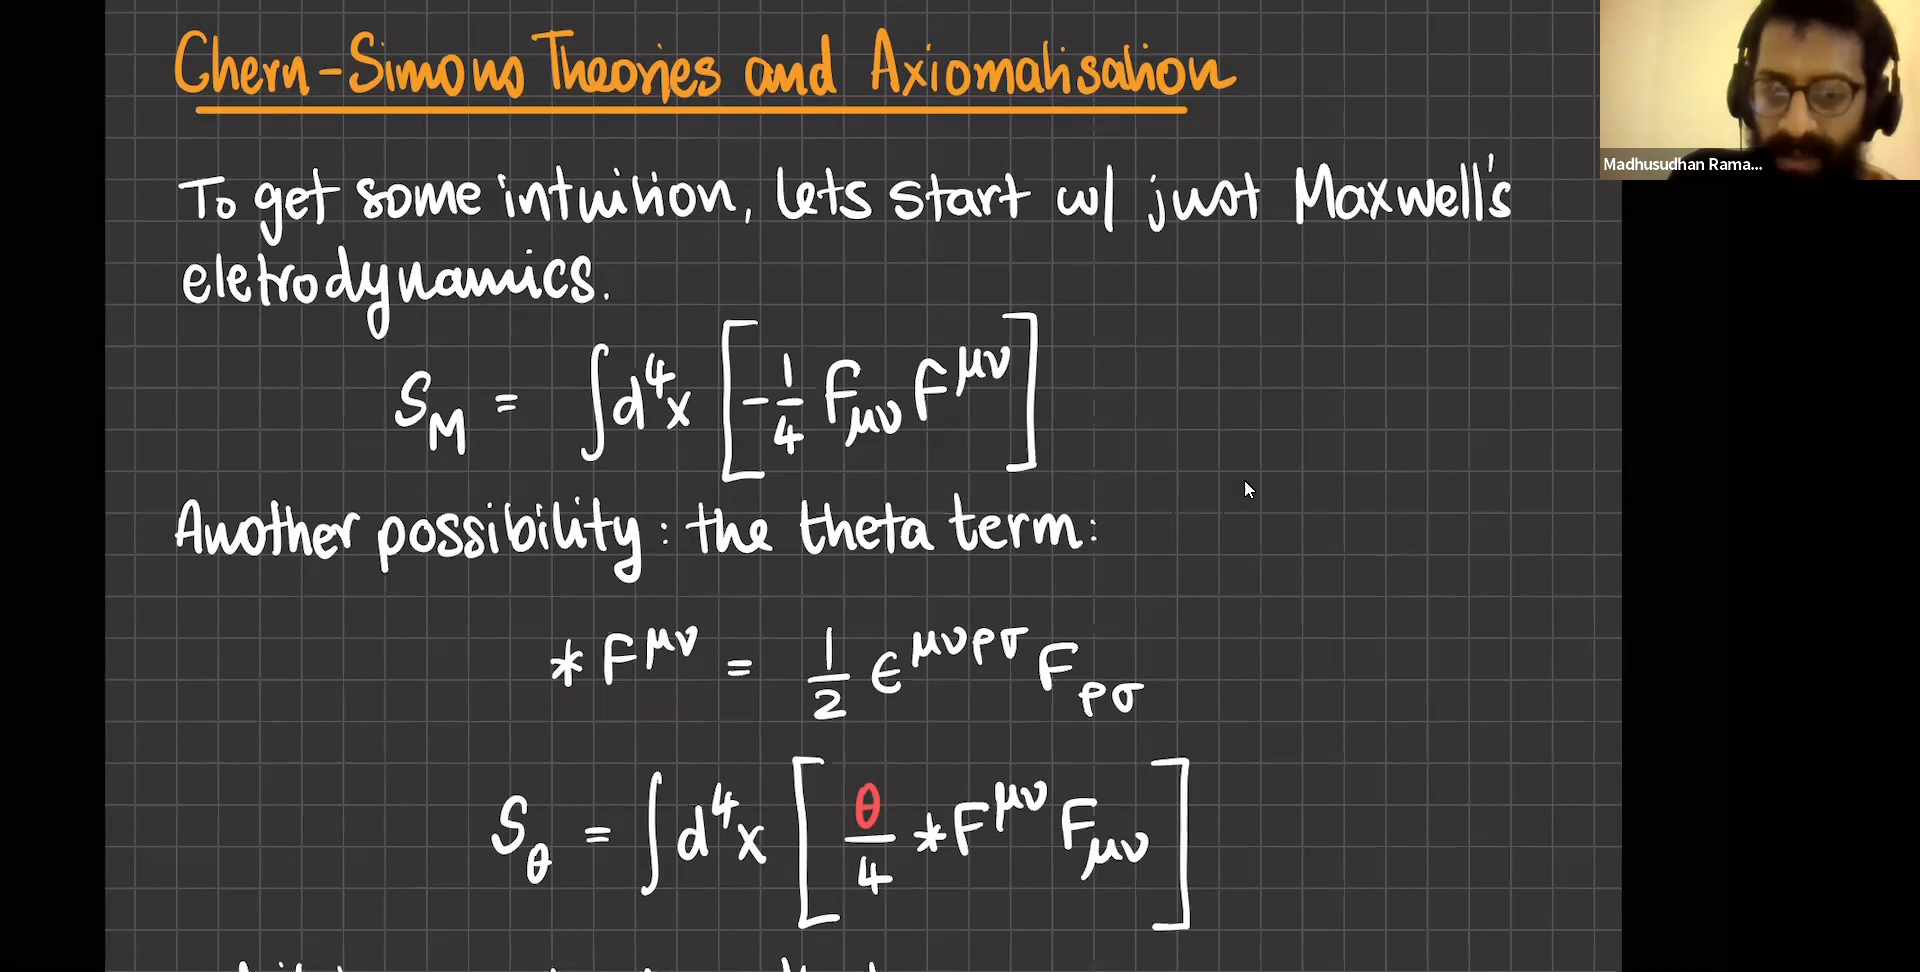 Chern-Simons Theories and Axiomatisation
Madhusudhan Rama...
To get some intuition, lets start w/ just Maxwell's
eletrodynamics.
S_M = ∫d⁴x [-1/4 F_μν F^μν]
Another possibility: the theta term:
*F^μν = 1/2 ϵ^μνρσ F_ρσ
S_θ = ∫d⁴x [θ/4 *F^μν F_μν]